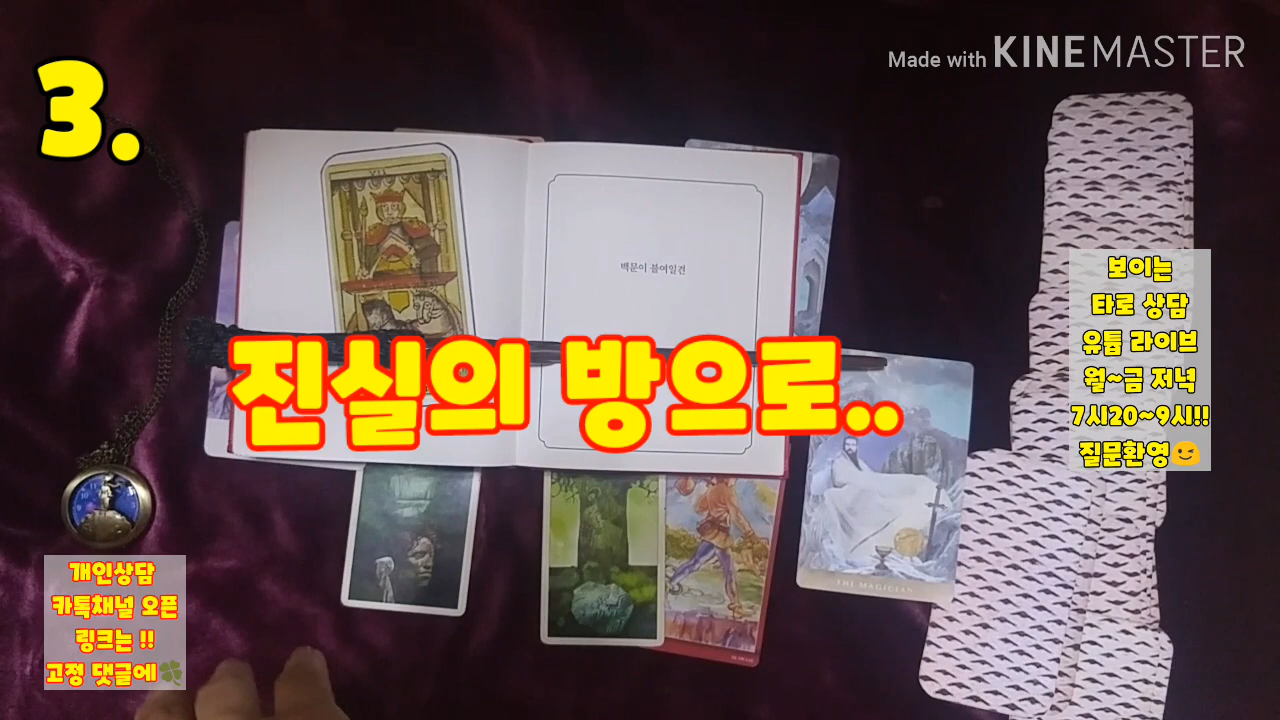 Made with KINEMASTER
3.
VII
백문이 불여일견
진실의 방으로..
보이는
타로 상담
유튭 라이브
월~금 저녁
7시20~9시!!
질문환영😉
THE MAGICIAN
개인상담
카톡채널 오픈
링크는 !!
고정 댓글에🍀